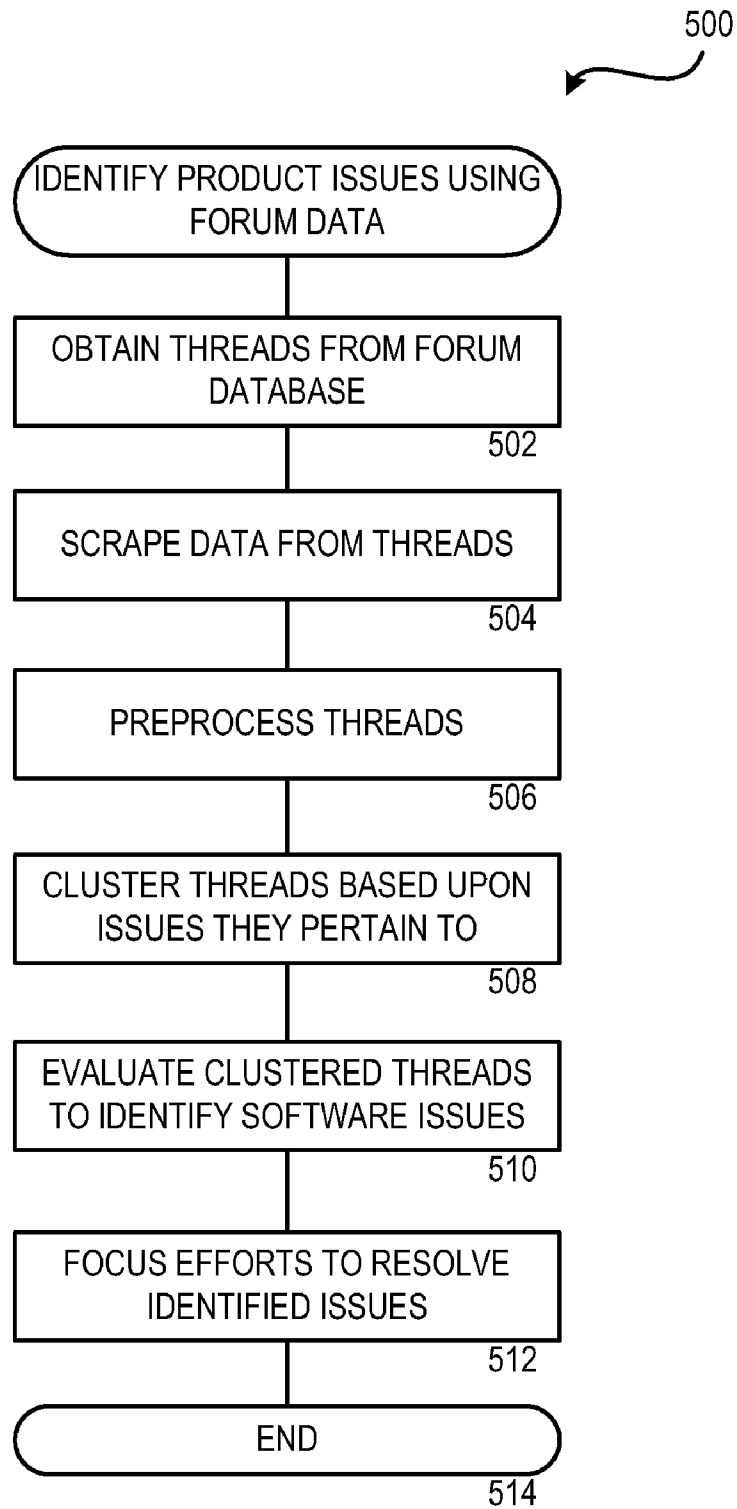 500
IDENTIFY PRODUCT ISSUES USING
FORUM DATA
OBTAIN THREADS FROM FORUM
DATABASE
502
SCRAPE DATA FROM THREADS
504
PREPROCESS THREADS
506
CLUSTER THREADS BASED UPON
ISSUES THEY PERTAIN TO
508
EVALUATE CLUSTERED THREADS
TO IDENTIFY SOFTWARE ISSUES
510
FOCUS EFFORTS TO RESOLVE
IDENTIFIED ISSUES
512
END
514